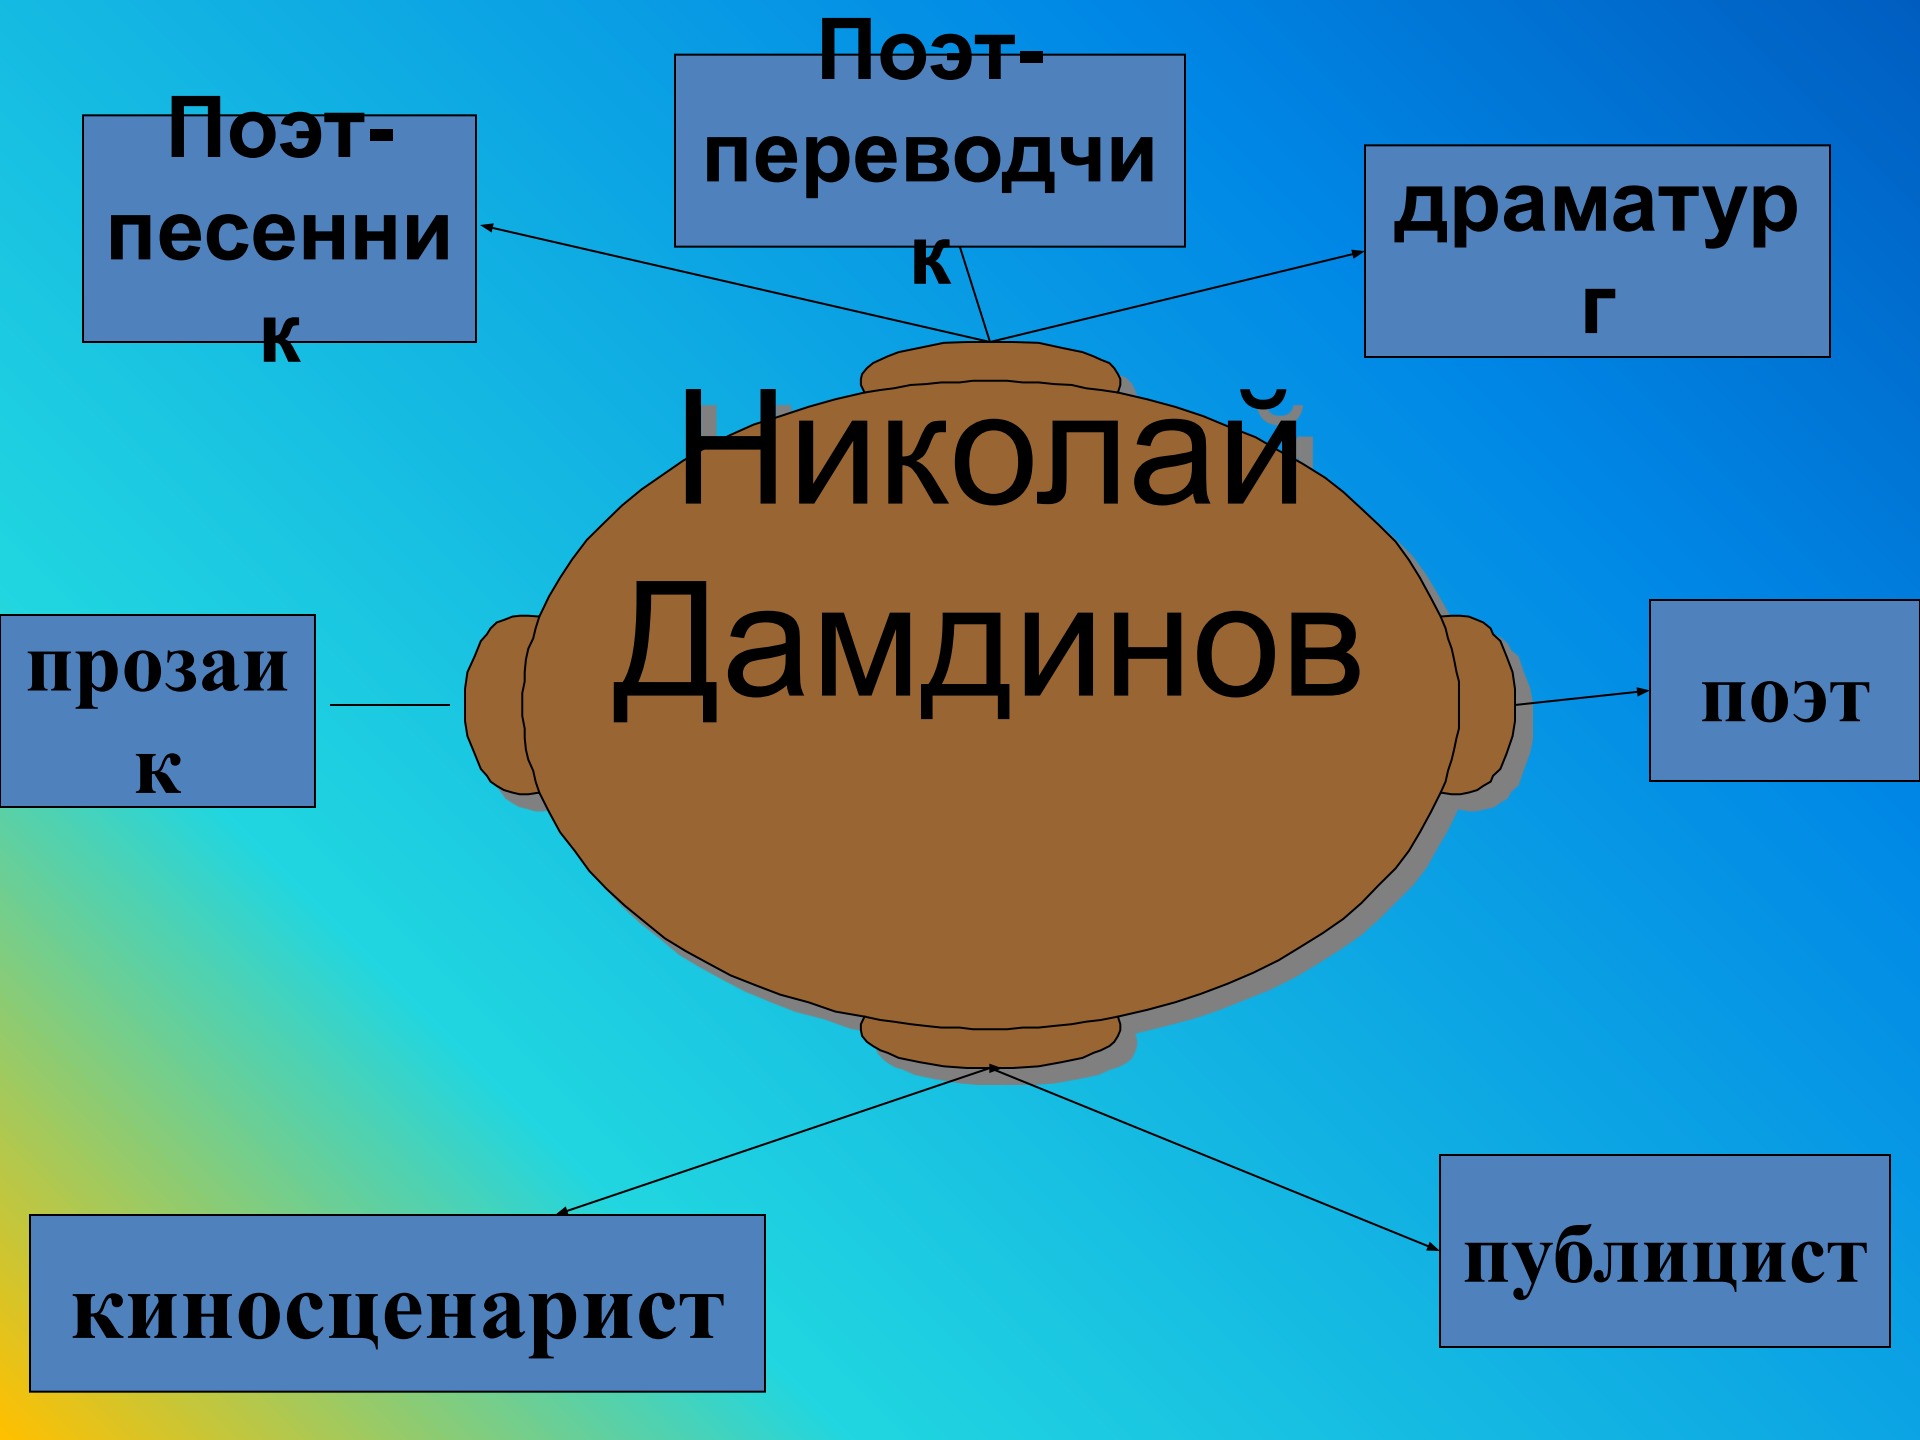 Поэт-
переводчи
к
Поэт-
песенни
к
драматур
г
Николай
Дамдинов
прозаи
к
поэт
киносценарист
публицист